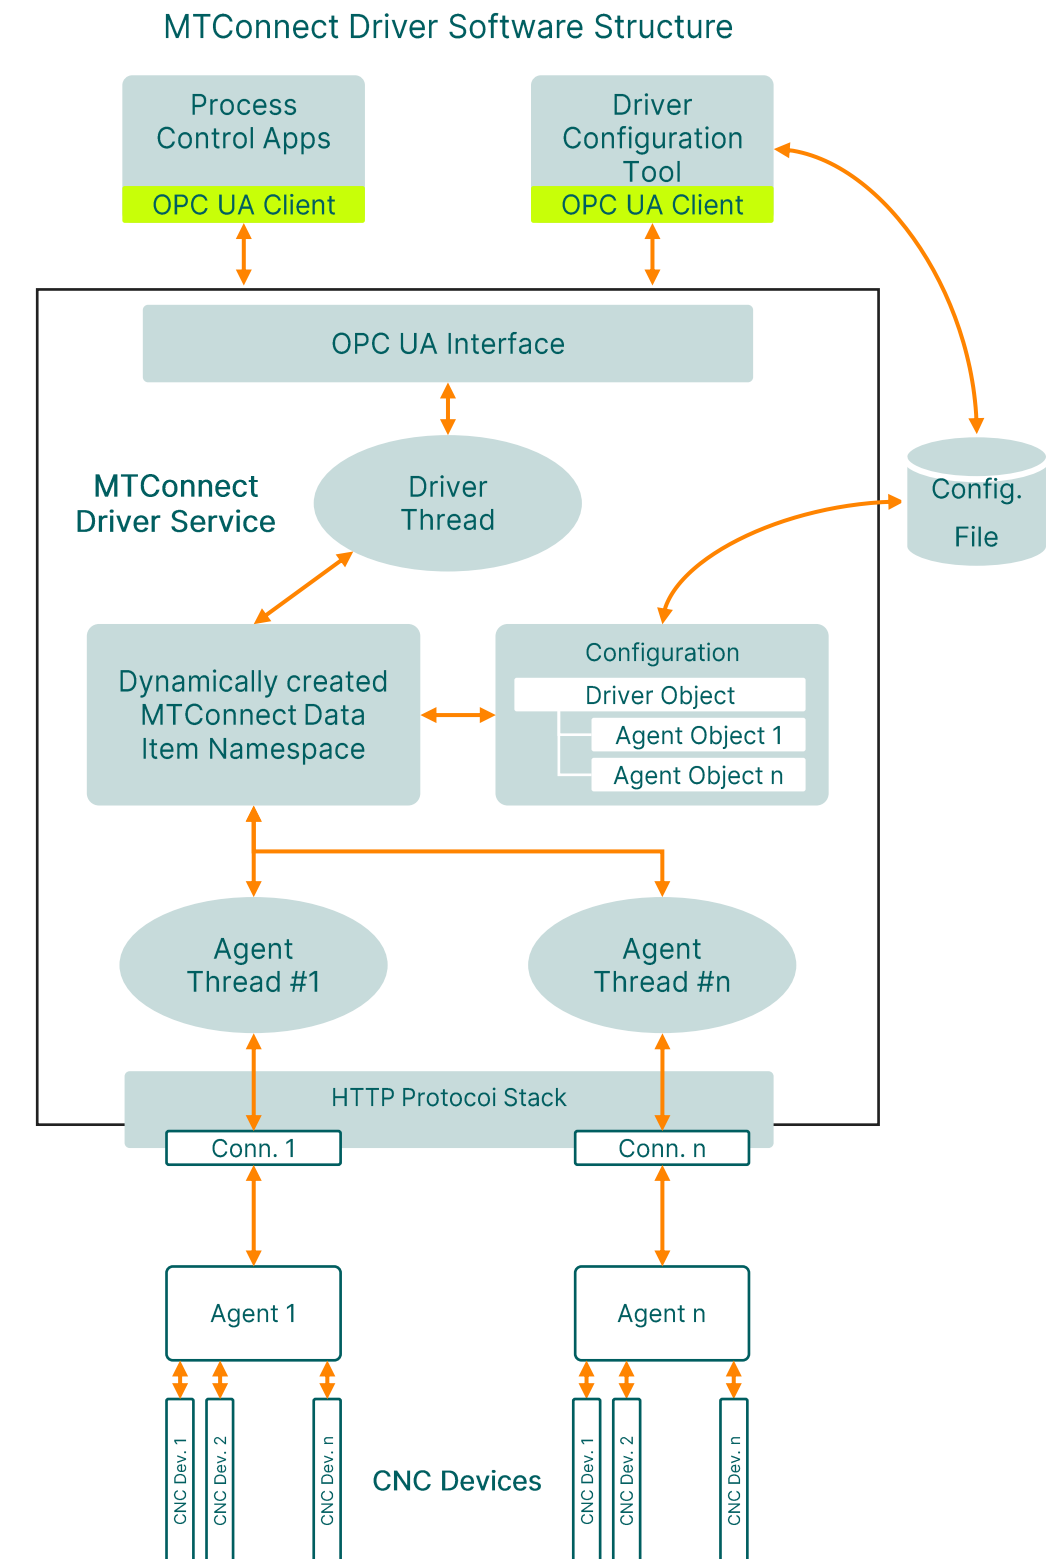 MTConnect Driver Software Structure
Process
Control Apps
OPC UA Client
Driver
Configuration
Tool
OPC UA Client
OPC UA Interface
MTConnect
Driver Service
Driver
Thread
Config.
File
Dynamically created
MTConnect Data
Item Namespace
Configuration
Driver Object
Agent Object 1
Agent Object n
Agent
Thread #1
Agent
Thread #n
HTTP Protocoi Stack
Conn. 1
Conn. n
Agent 1
Agent n
CNC Dev. 1
CNC Dev. 2
CNC Dev. n
CNC Devices
CNC Dev. 1
CNC Dev. 2
CNC Dev. n